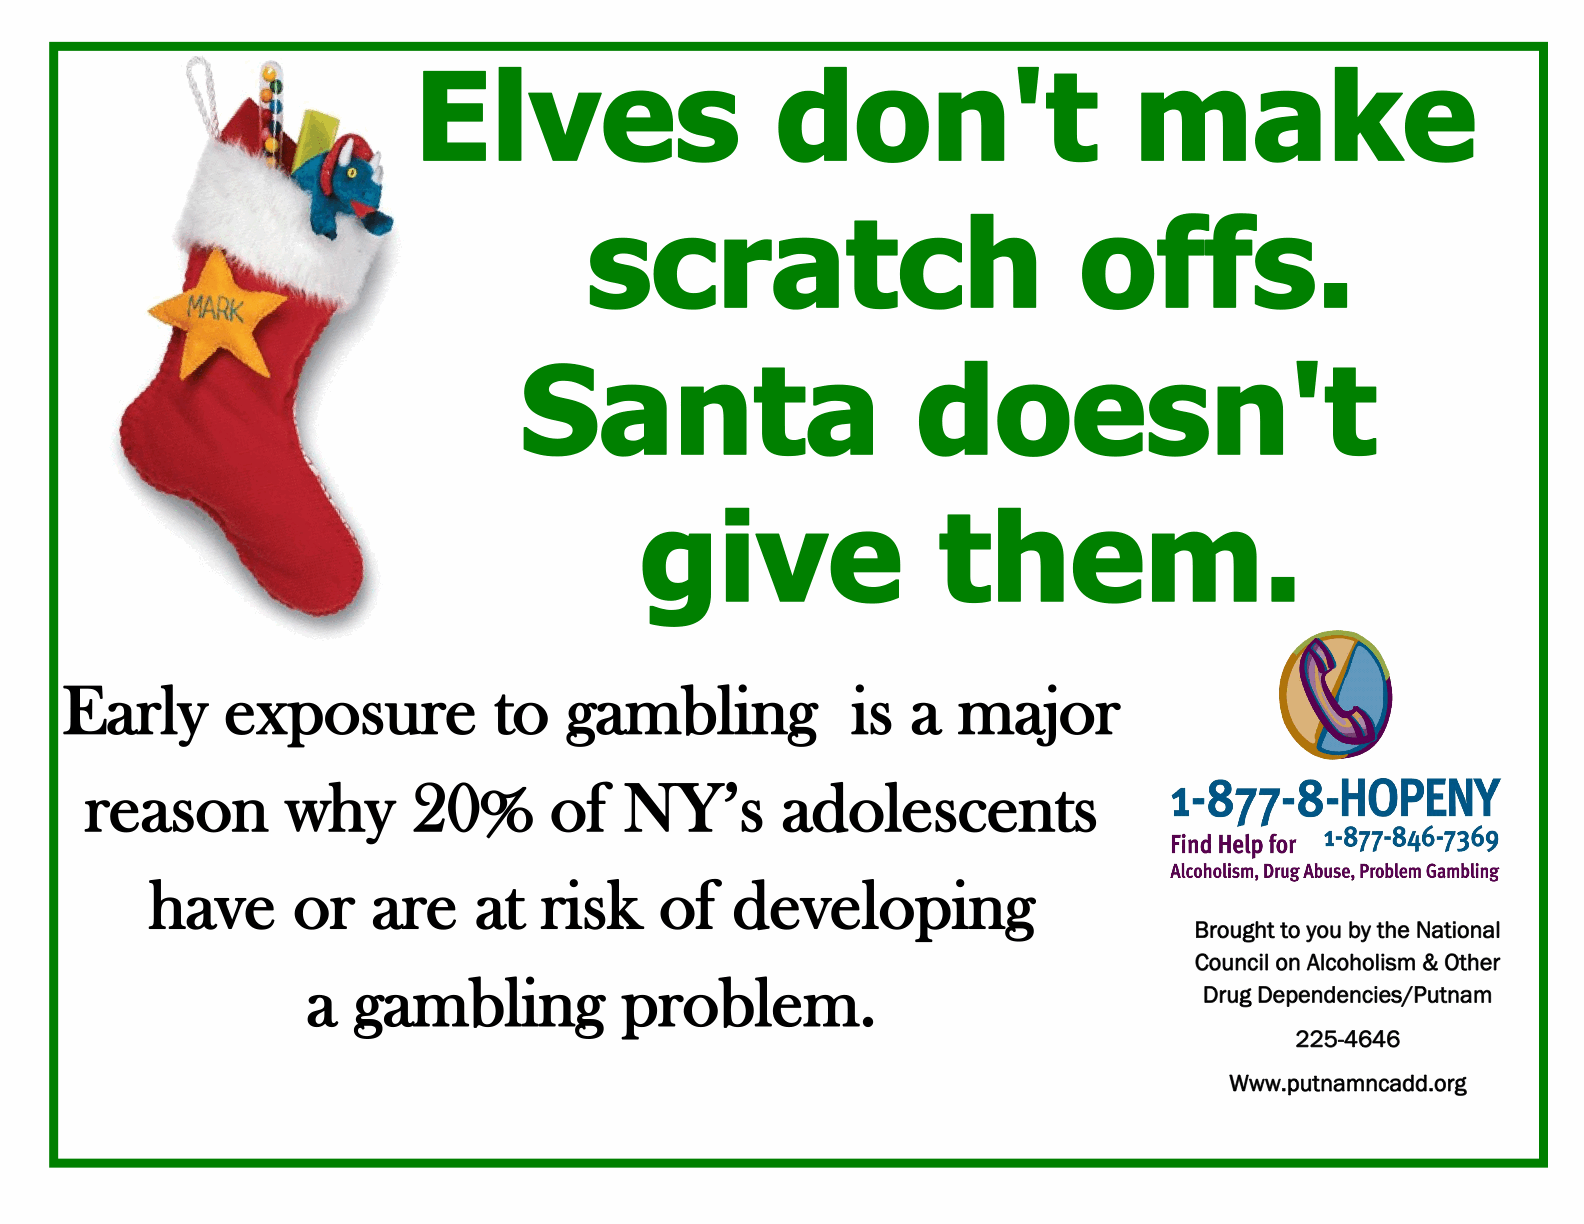 Elves don't make
scratch offs.
Santa doesn't
give them.
MARK
Early exposure to gambling is a major
reason why 20% of NY’s adolescents
have or are at risk of developing
a gambling problem.
1-877-8-HOPENY
Find Help for 1-877-846-7369
Alcoholism, Drug Abuse, Problem Gambling
Brought to you by the National
Council on Alcoholism & Other
Drug Dependencies/Putnam
225-4646
Www.putnamncadd.org